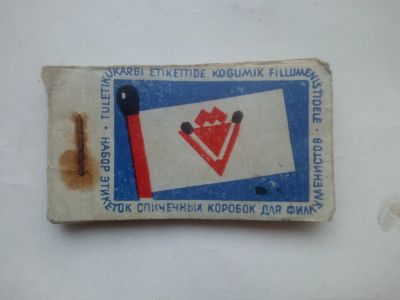 TULETIKUKARBI ETIKETTIDE KOGUMIK FILLUMENISTIDELE ·
НАБОР ЭТИКЕТОК СПИЧЕЧНЫХ КОРОБОК ДЛЯ ФИЛЛУМЕНИСТОВ ·